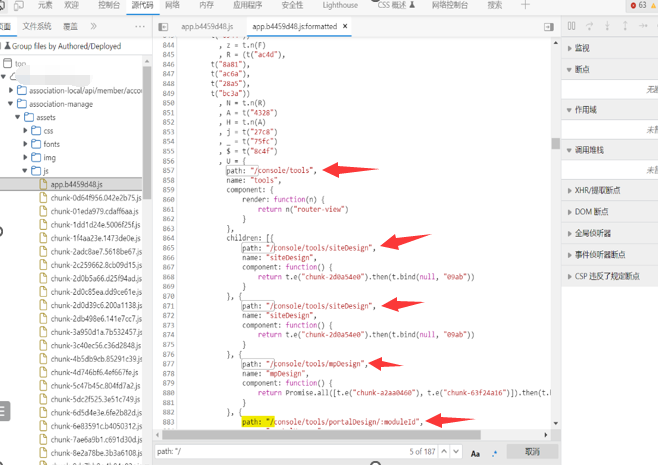 元素 欢迎 控制台 源代码 网络 内存 应用程序 安全性 Lighthouse CSS 概述 网络控制台 搜索 63
页面 文件系统 覆盖 app.b4459d48.js app.b4459d48.js:formatted
Group files by Authored/Deployed
top
association-local/api/member/acco
association-manage
assets
css
fonts
img
js
app.b4459d48.js
chunk-0d64f956.042e2b75.js
chunk-01eda979.cdaff6aa.js
chunk-1dd1d24e.5006f25f.js
chunk-1f4aa23e.1473de0e.js
chunk-2adc8ae7.5618be67.js
chunk-2c259662.8cb09d15.js
chunk-2d0b5a66.d25f94ad.js
chunk-2d0c85ea.dd9ce61e.js
chunk-2d0d39c6.200a1138.js
chunk-2db498e6.141e7cc7.js
chunk-3a950d1a.7b532457.js
chunk-3c40ec56.c36d2848.js
chunk-4b5db9cb.85291c39.js
chunk-4d746bf6.4ef667fe.js
chunk-5c47b45c.804fd7a2.js
chunk-5dc2f525.3e51c749.js
chunk-6d5d4e3e.6fe2b82d.js
chunk-6e83591c.b4050312.js
chunk-7ae6a9b1.c691d30d.js
chunk-8e2a78be.3b3a6108.js
844
845 , z = t.n(F)
846 , R = (t("ac4d"),
847 t("8a81"),
848 t("ac6a"),
849 t("28a5"),
850 t("bc3a"))
851 , N = t.n(R)
852 , A = t("4328")
853 , H = t.n(A)
854 , j = t("27c8")
855 , _ = t("75fc")
856 , $ = t("8c4f")
857 , U = {
857 path: "/console/tools",
858 name: "tools",
859 component: {
860 render: function(n) {
861 return n("router-view")
862 }
863 },
864 children: [{
865 path: "/console/tools/siteDesign",
866 name: "siteDesign",
867 component: function() {
868 return t.e("chunk-2d0a54e0").then(t.bind(null, "09ab"))
869 }
870 }, {
871 path: "/console/tools/siteDesign",
872 name: "siteDesign",
873 component: function() {
874 return t.e("chunk-2d0a54e0").then(t.bind(null, "09ab"))
875 }
876 }, {
877 path: "/console/tools/mpDesign",
878 name: "mpDesign",
879 component: function() {
880 return Promise.all([t.e("chunk-a2aa0460"), t.e("chunk-63f24a16")]).then(t.b
881 }
882 }, {
883 path: "/console/tools/portalDesign/:moduleId",
path: "/ 5 of 187 Aa .* 取消
监视
断点
作用域
调用堆栈
XHR/提取断点
DOM 断点
全局侦听器
事件侦听器断点
CSP 违反了规定断点